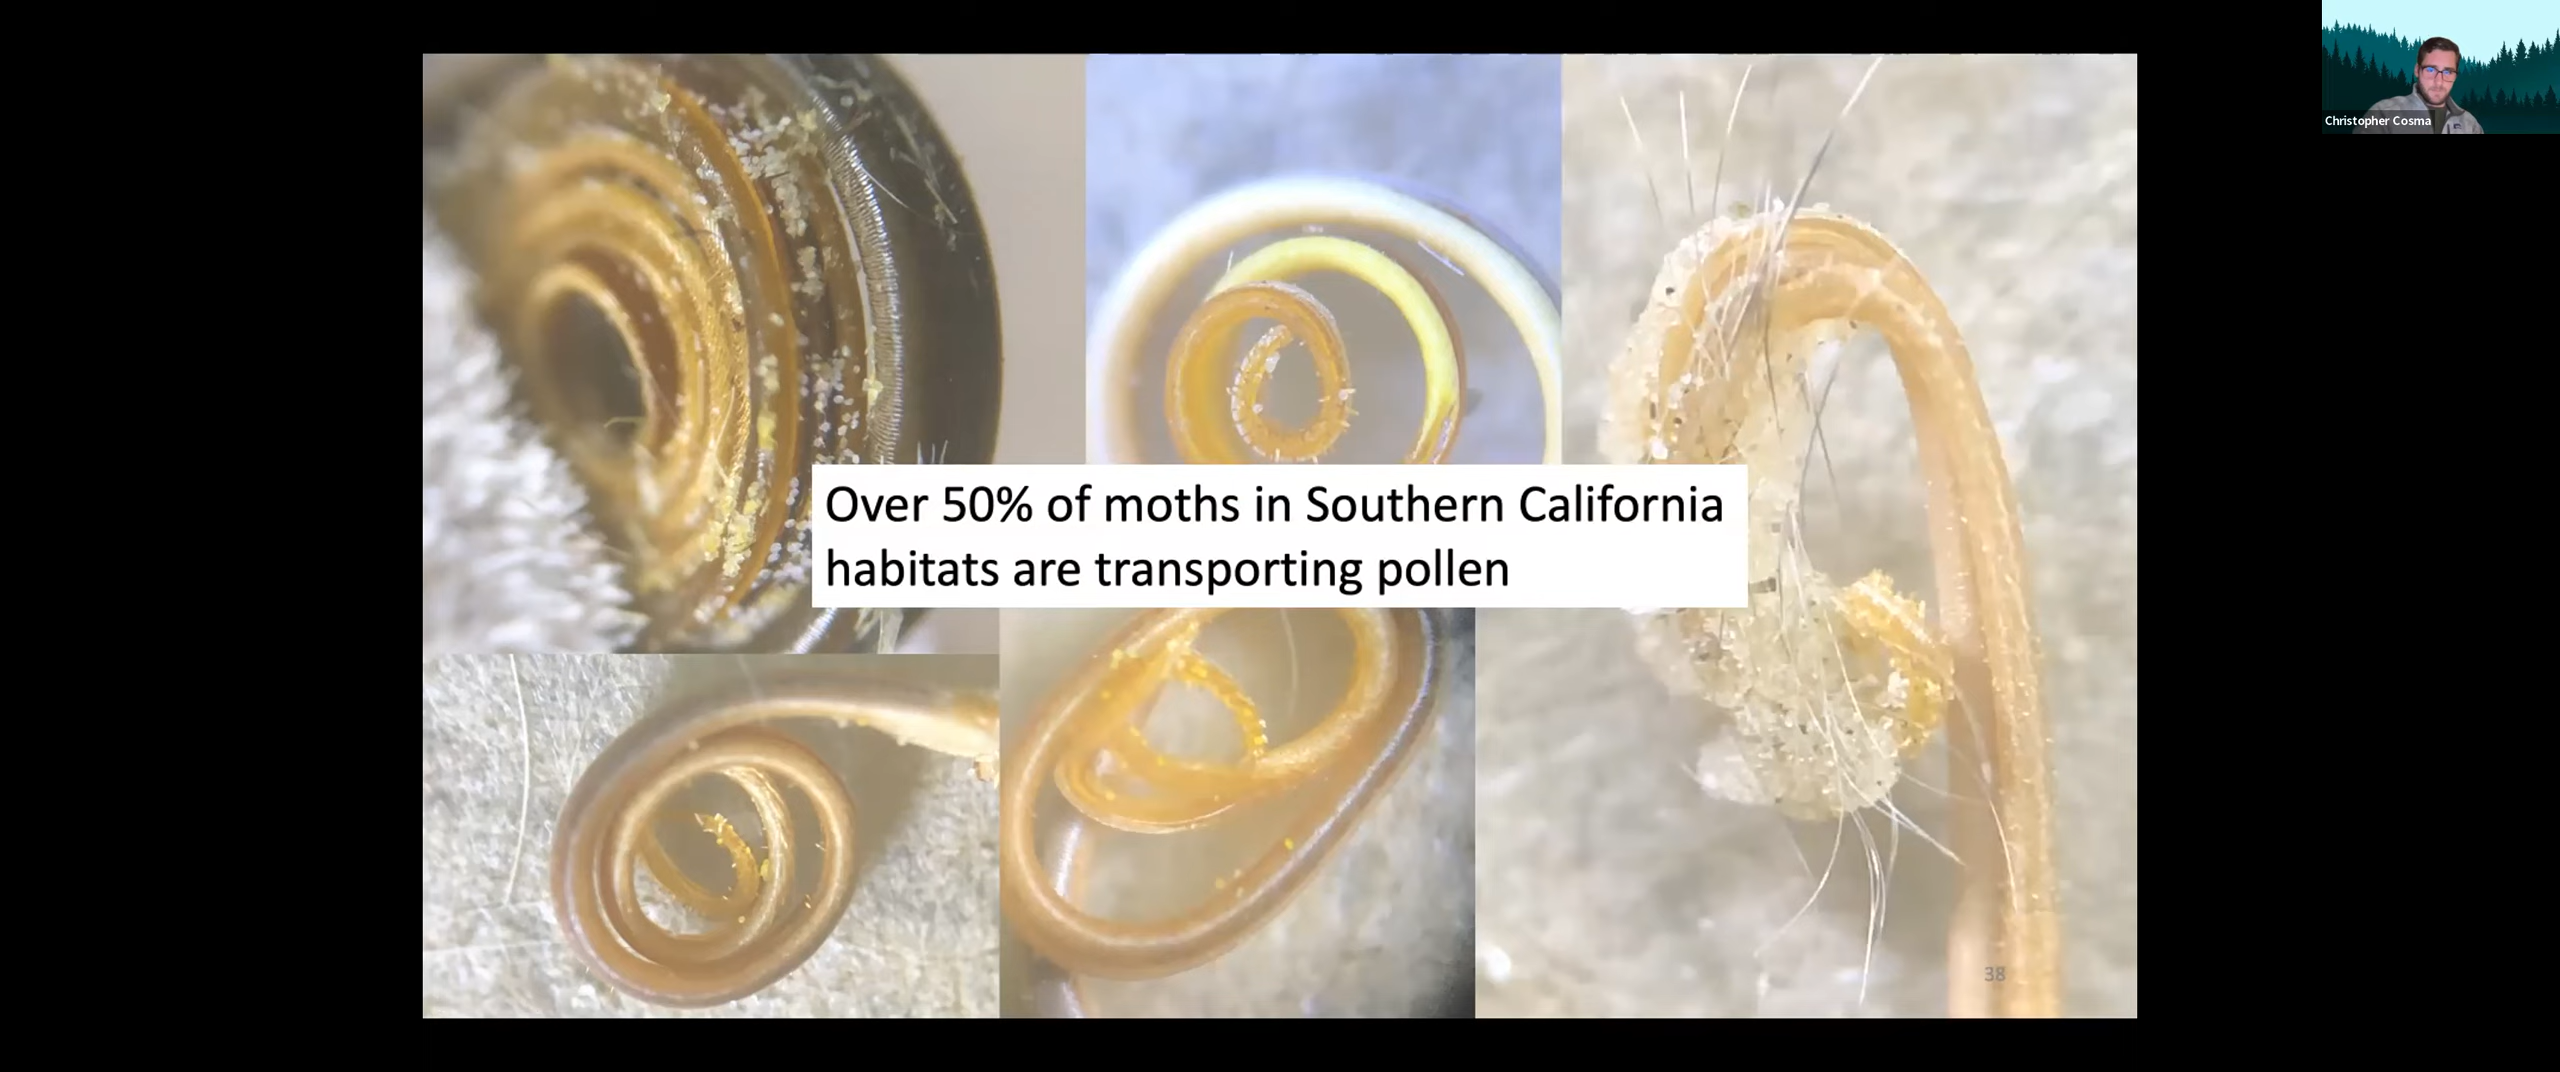 Christopher Cosma
Over 50% of moths in Southern California
habitats are transporting pollen
38